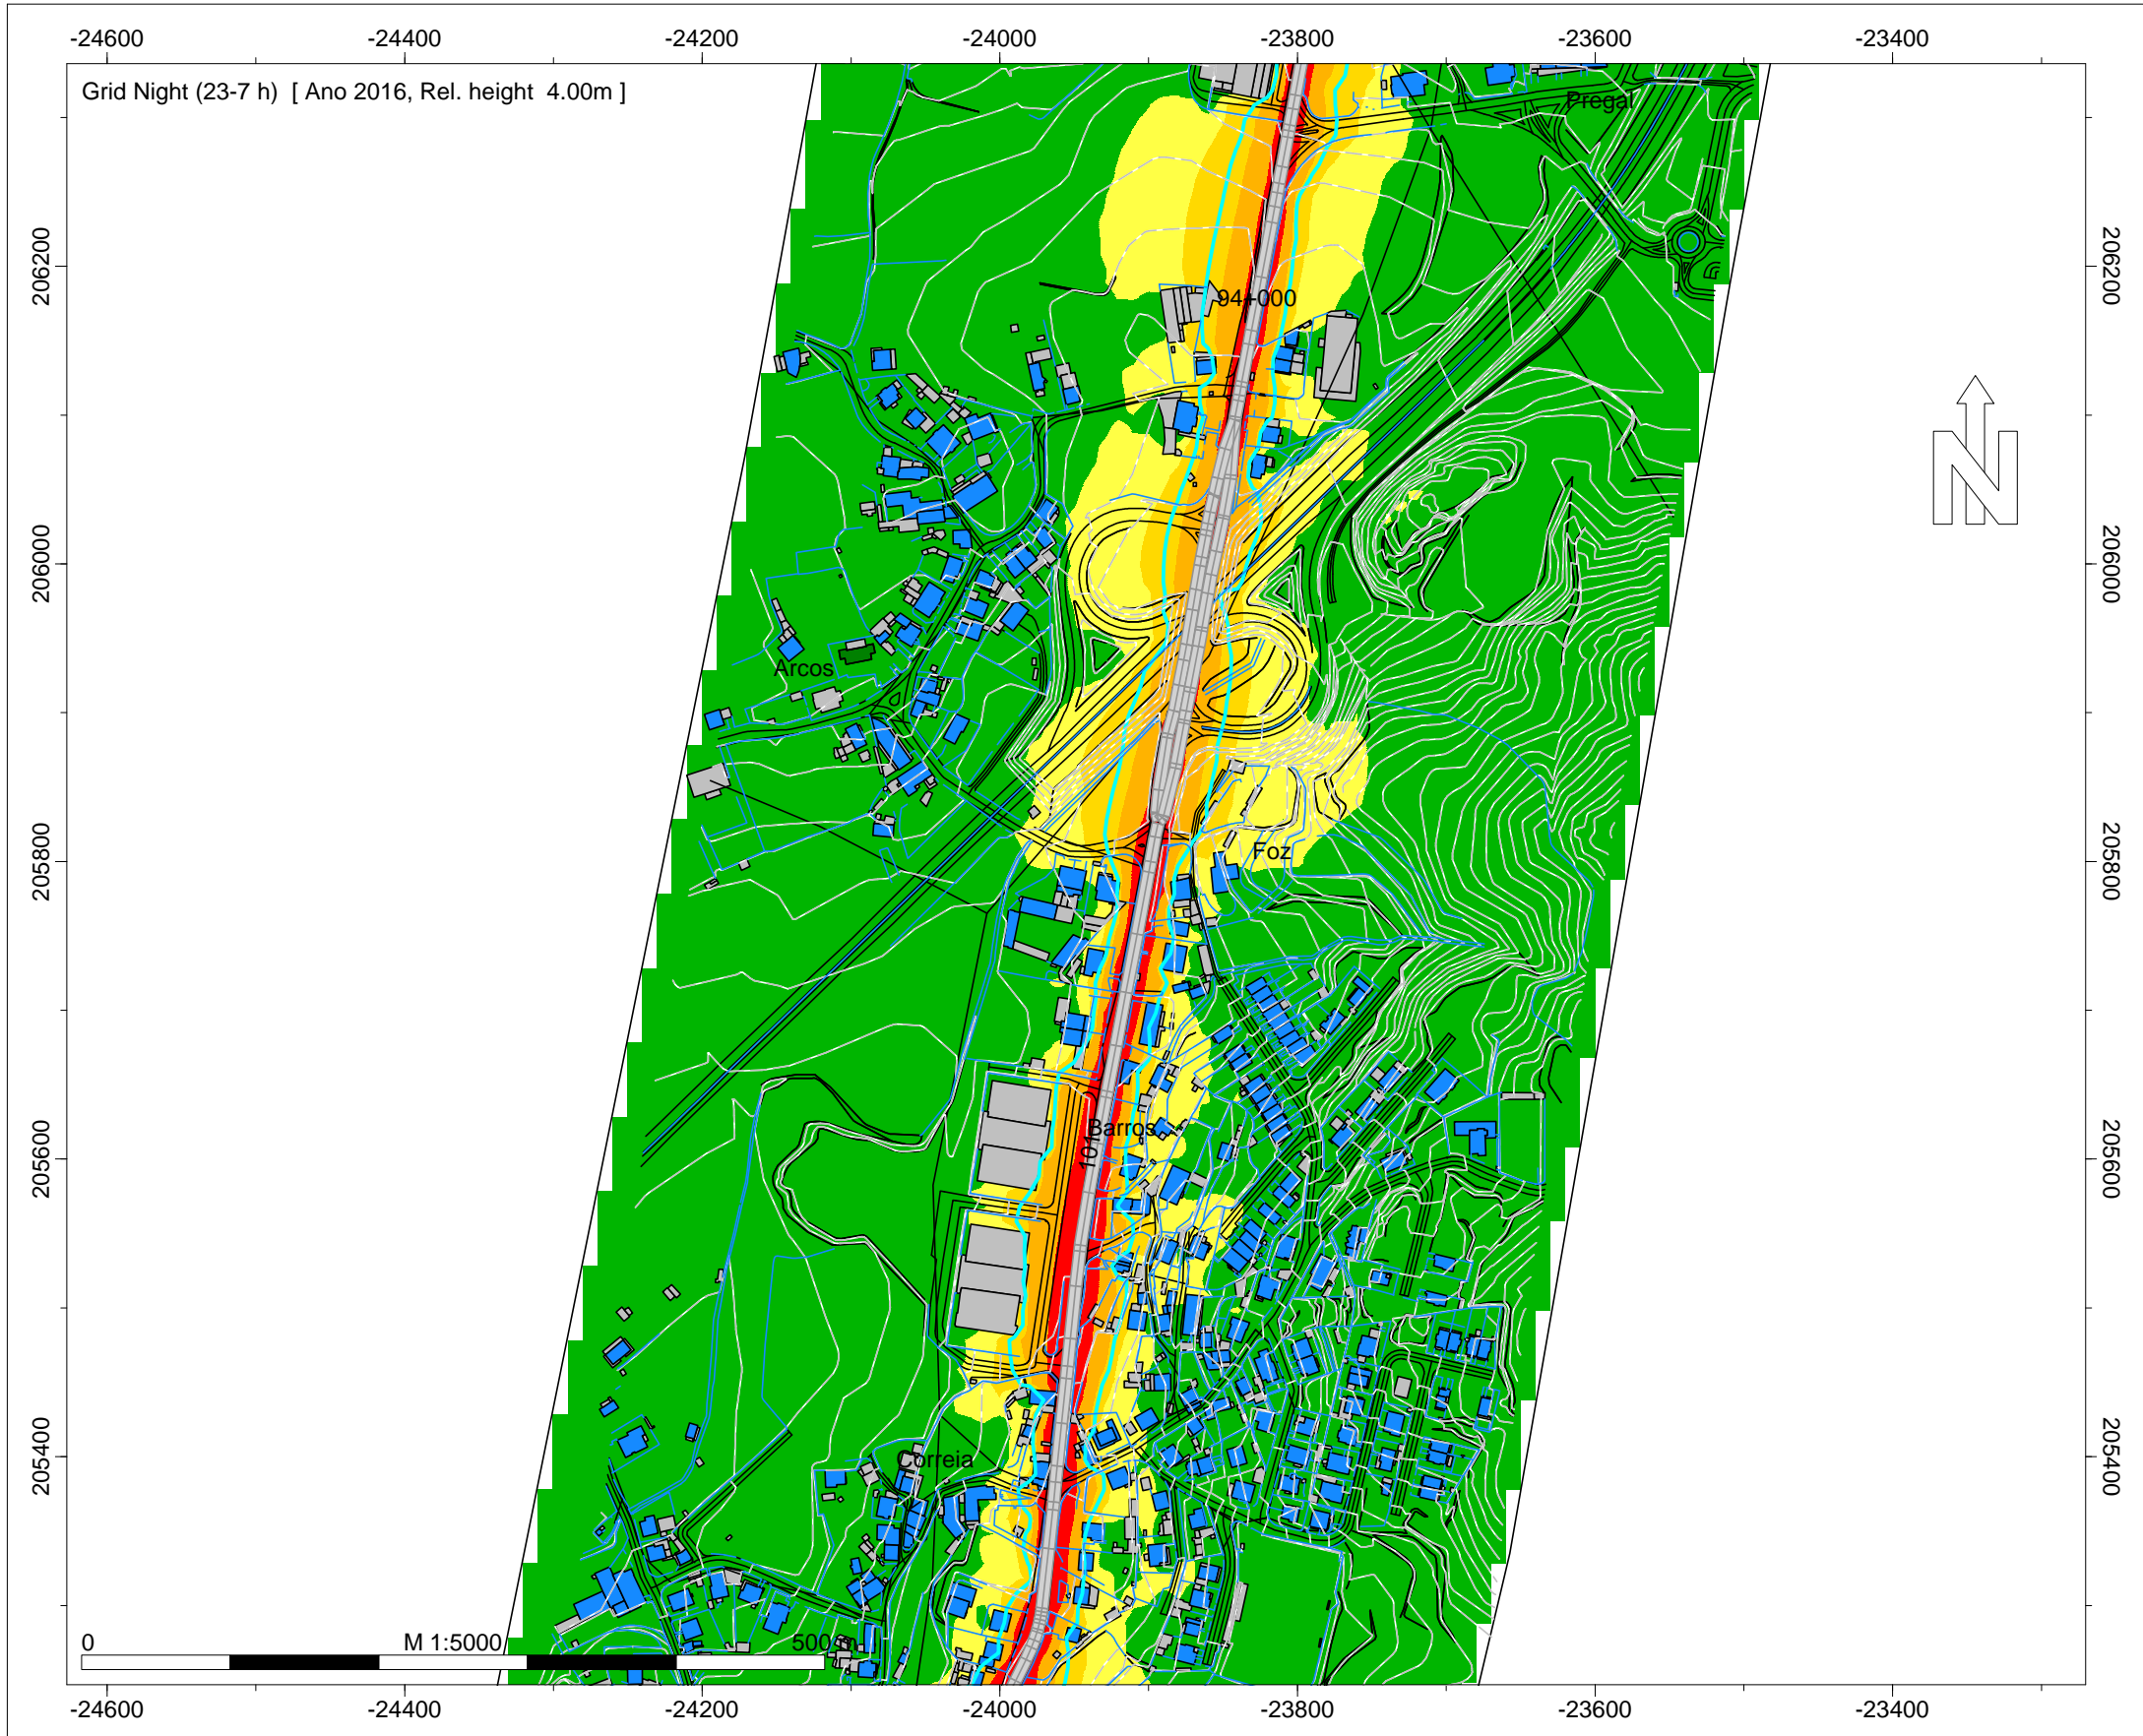 -24600 -24400 -24200 -24000 -23800 -23600 -23400
Grid Night (23-7 h) [ Ano 2016, Rel. height 4.00m ]
Pregal
206200 206200
94+000
N
206000 206000
Arcos
205800 205800
Foz
Barros
101
205600 205600
205400 205400
Correia
0 M 1:5000 500
-24600 -24400 -24200 -24000 -23800 -23600 -23400